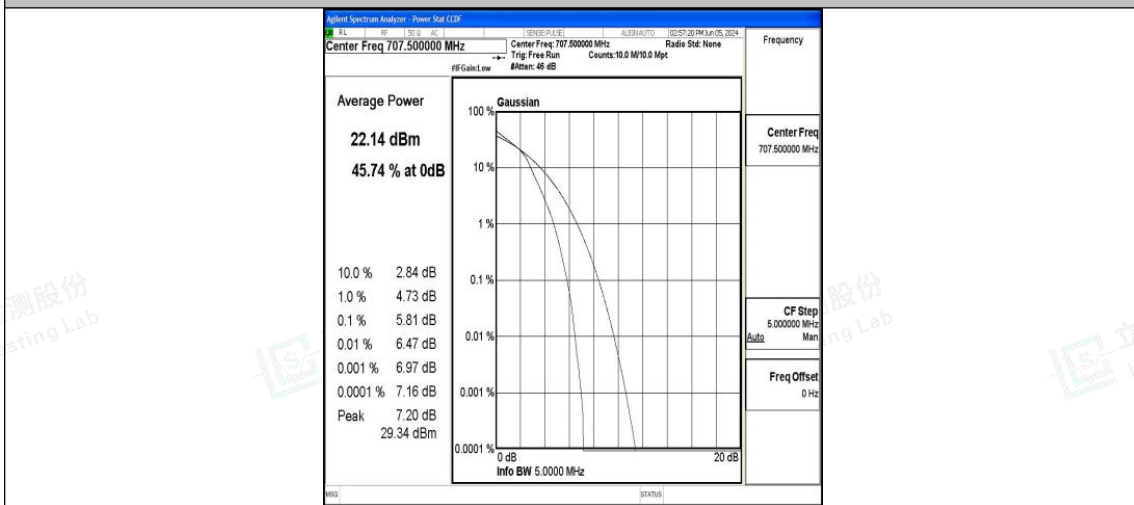 Agilent Spectrum Analyzer - Power Stat CCDF
RL RF 50 Ω AC SENSE:PULSE ALIGN AUTO 02:57:20 PM Jun 05, 2024
Center Freq 707.500000 MHz
Center Freq: 707.500000 MHz Radio Std: None
Trig: Free Run Counts:10.0 M/10.0 Mpt
#IFGain:Low #Atten: 46 dB
Frequency
Average Power
22.14 dBm
45.74 % at 0dB
10.0 % 2.84 dB
1.0 % 4.73 dB
0.1 % 5.81 dB
0.01 % 6.47 dB
0.001 % 6.97 dB
0.0001 % 7.16 dB
Peak 7.20 dB
29.34 dBm
Gaussian
100 %
10 %
1 %
0.1 %
0.01 %
0.001 %
0.0001 %
0 dB 20 dB
Info BW 5.0000 MHz
Center Freq
707.500000 MHz
CF Step
5.000000 MHz
Auto Man
Freq Offset
0 Hz
MSG STATUS
测股份
sting Lab
股份
ng Lab
立